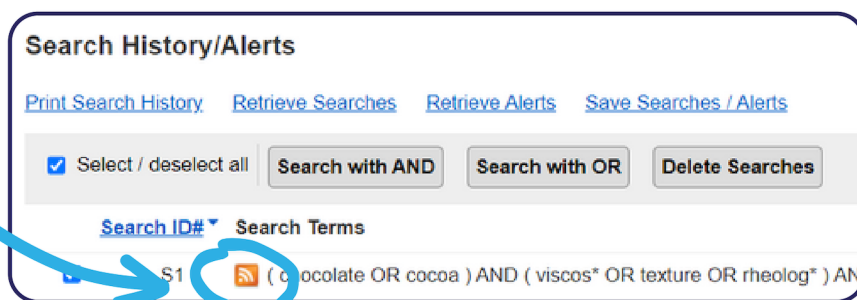 Search History/Alerts
Print Search History Retrieve Searches Retrieve Alerts Save Searches / Alerts
Select / deselect all Search with AND Search with OR Delete Searches
Search ID# Search Terms
S1 ( chocolate OR cocoa ) AND ( viscos* OR texture OR rheolog* ) AN